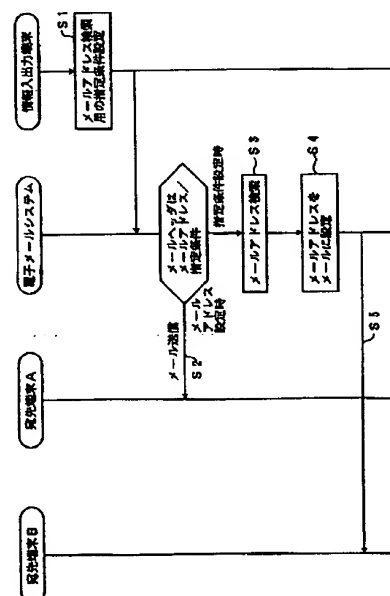 情報入出力端末
電子メールシステム
宛先端末A
宛先端末B
S1
メールアドレス検索
用の指定条件設定
メールヘッダは
メールアドレス/
指定条件
指定条件設定時
メール送信
S2
メール
アドレス
設定時
S3
メールアドレス検索
S4
メールアドレスを
メールに設定
S5